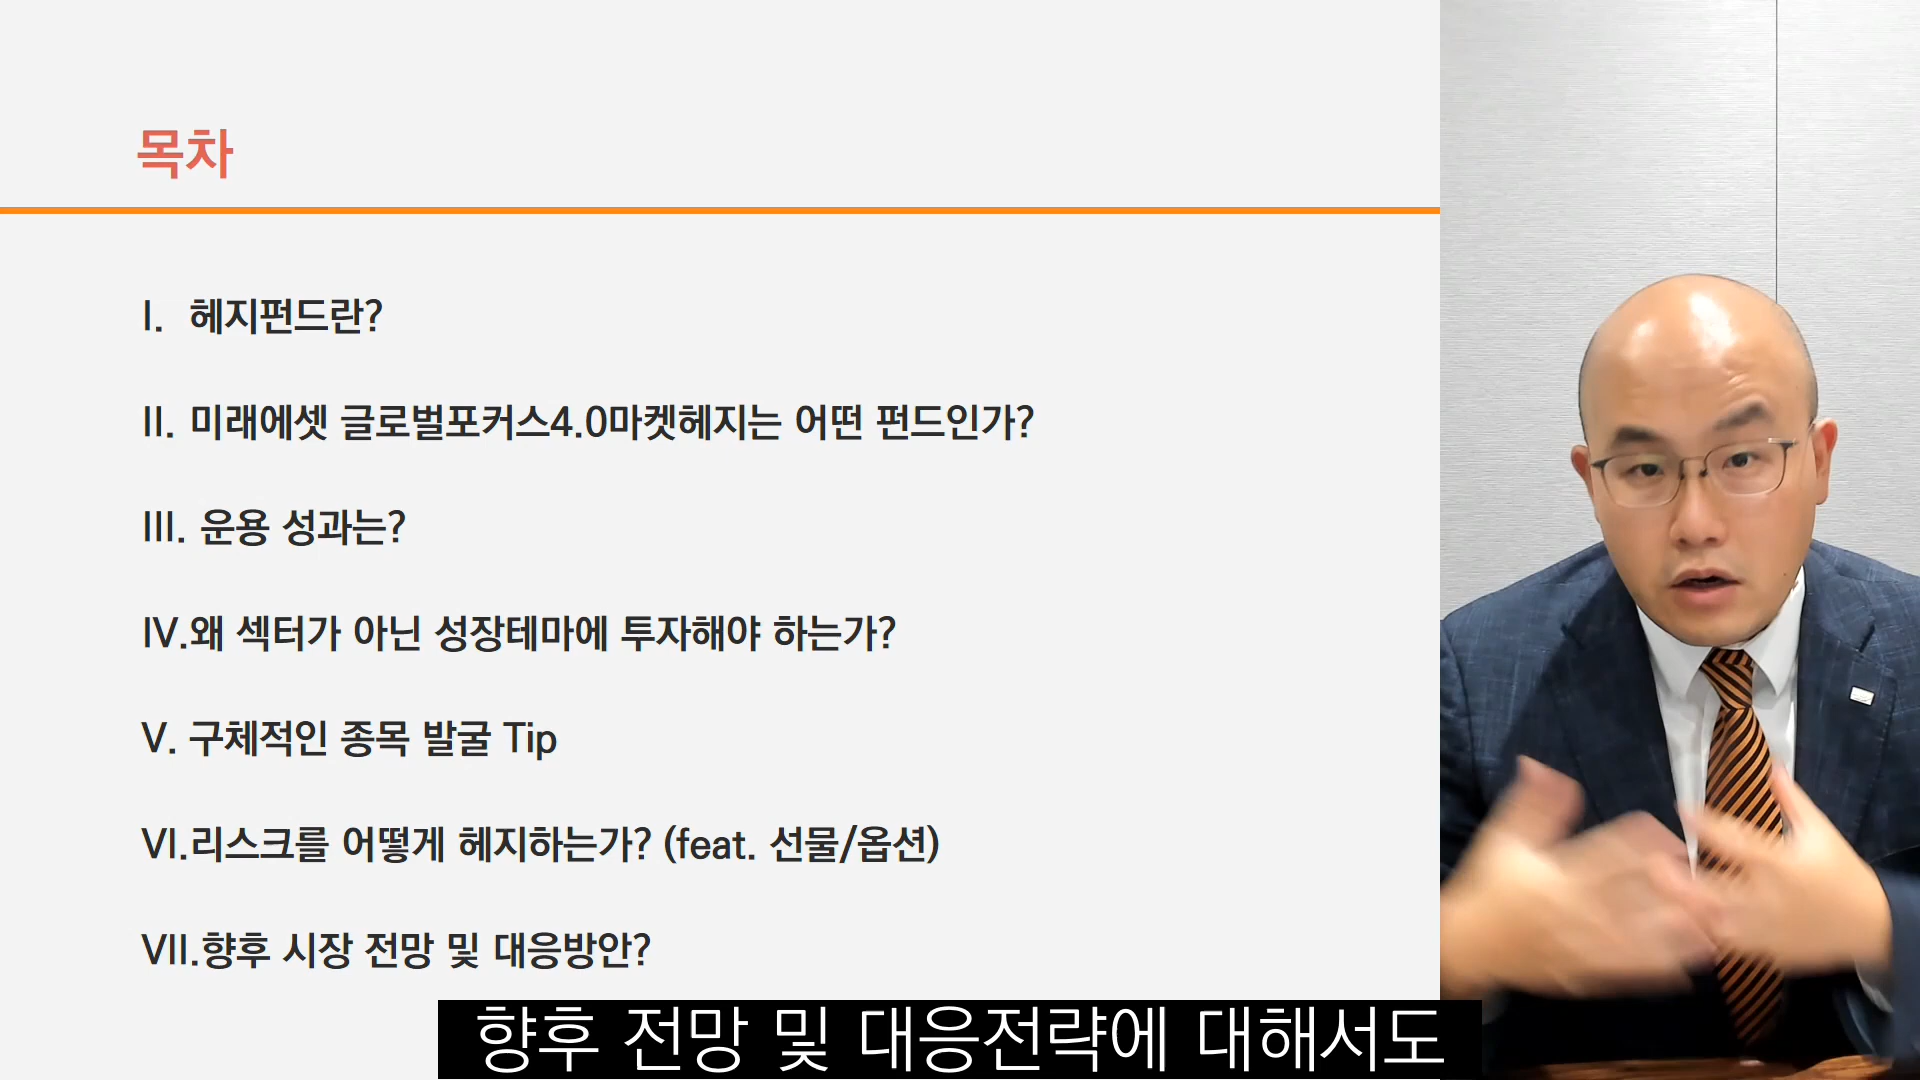 목차
I. 헤지펀드란?
II. 미래에셋 글로벌포커스4.0마켓헤지는 어떤 펀드인가?
III. 운용 성과는?
IV.왜 섹터가 아닌 성장테마에 투자해야 하는가?
V. 구체적인 종목 발굴 Tip
VI.리스크를 어떻게 헤지하는가? (feat. 선물/옵션)
VII.향후 시장 전망 및 대응방안?
향후 전망 및 대응전략에 대해서도